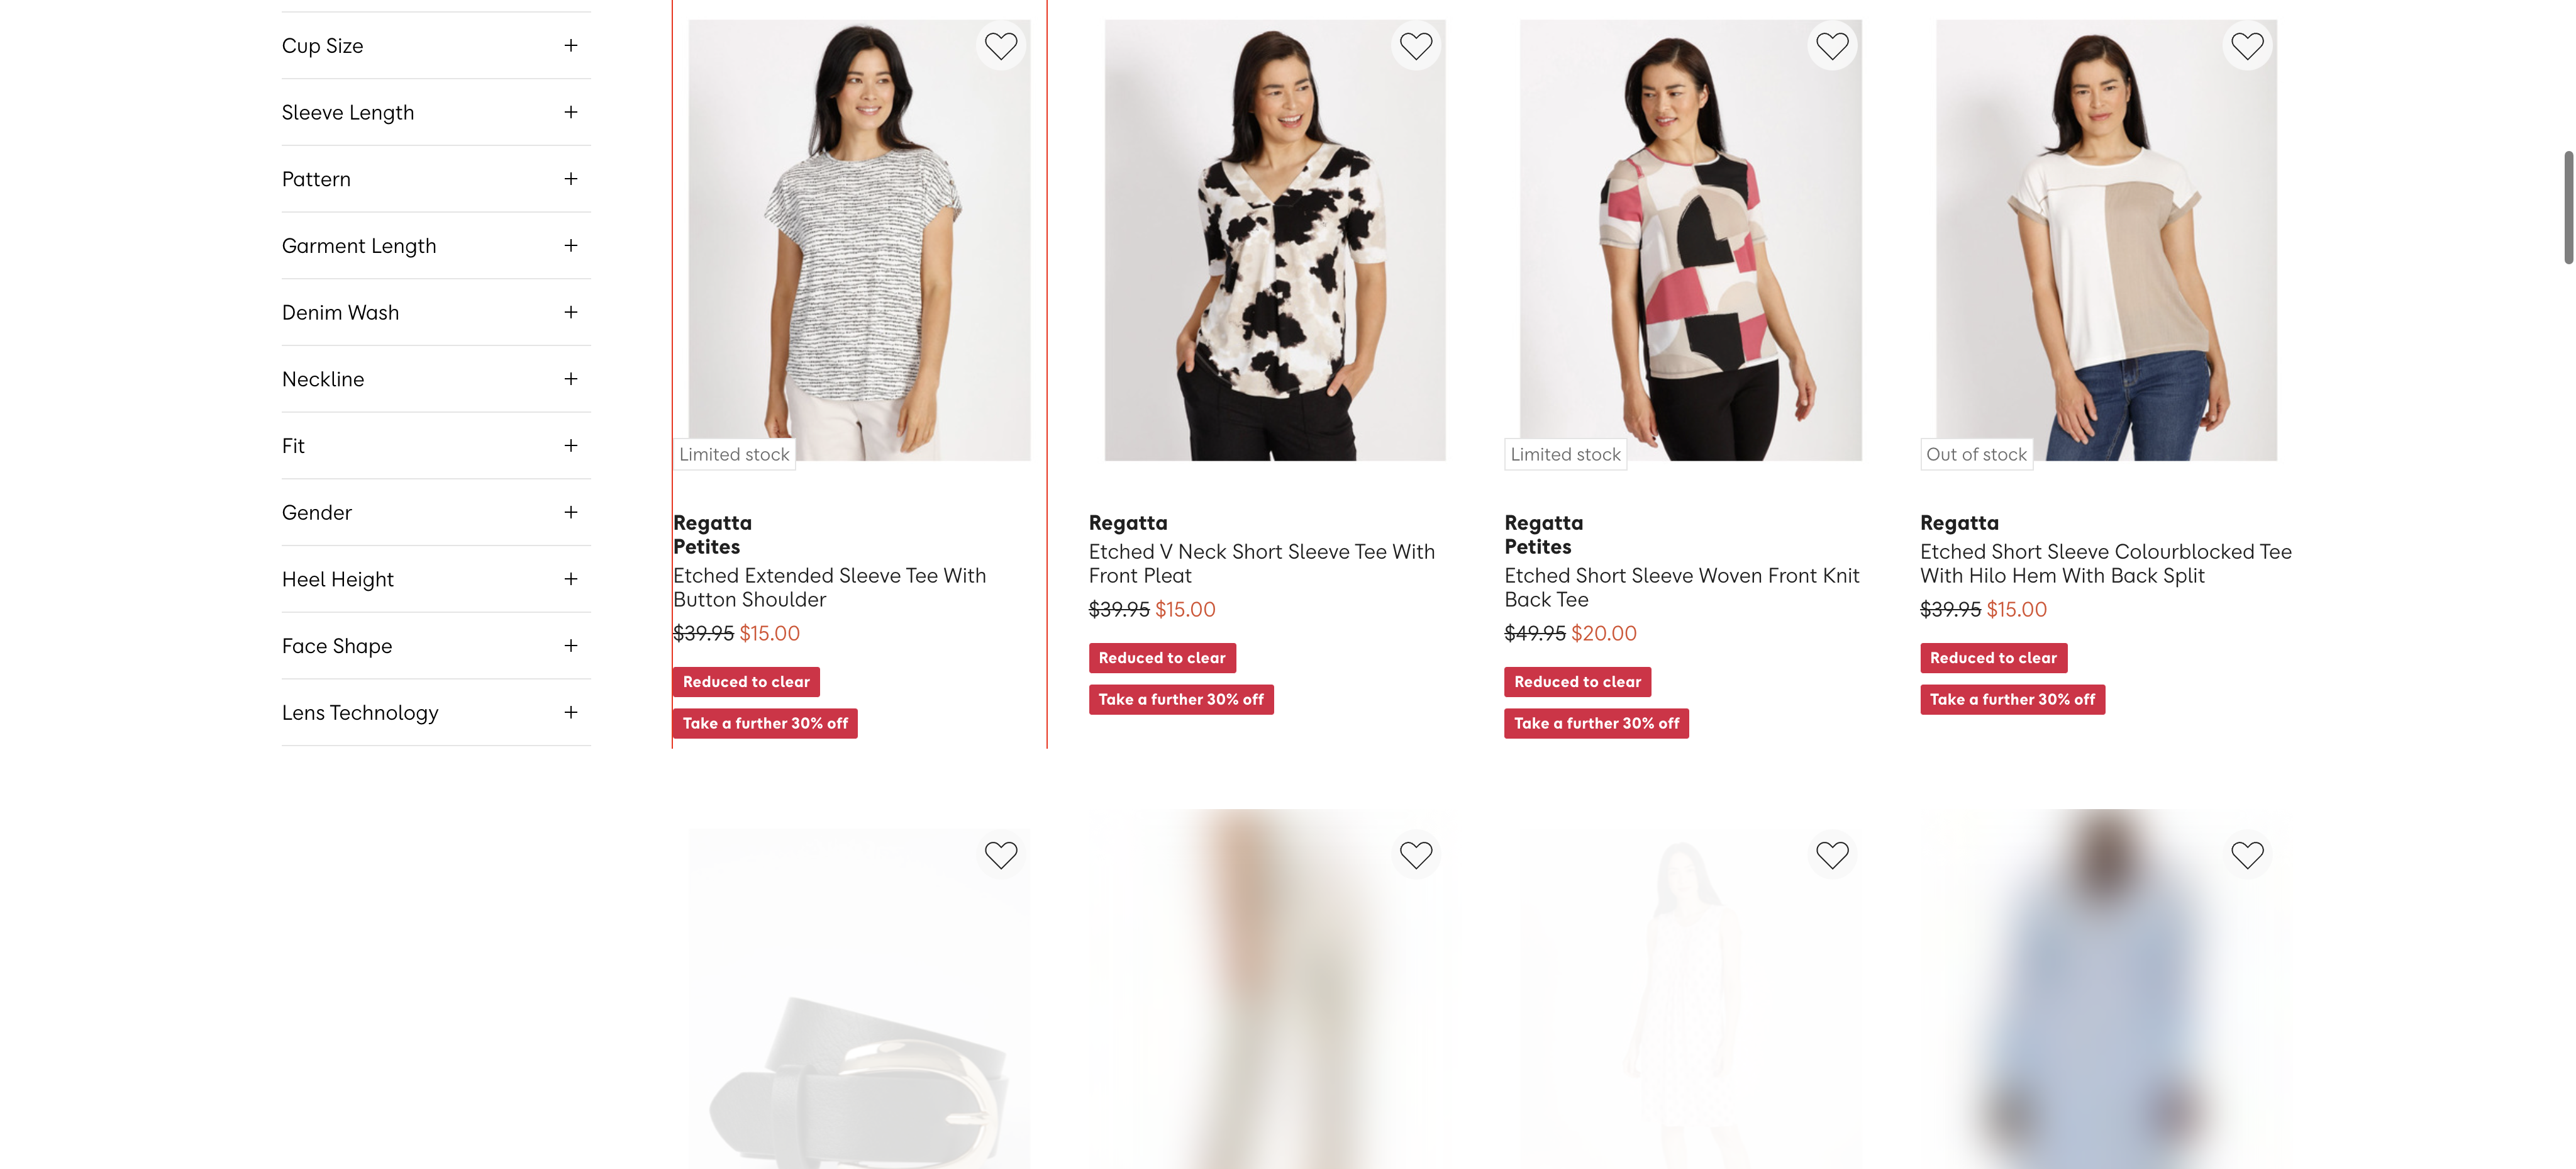 Cup Size
Sleeve Length
Pattern
Garment Length
Denim Wash
Neckline
Fit
Gender
Heel Height
Face Shape
Lens Technology
Limited stock
Regatta
Petites
Etched Extended Sleeve Tee With
Button Shoulder
$39.95 $15.00
Reduced to clear
Take a further 30% off
Regatta
Etched V Neck Short Sleeve Tee With
Front Pleat
$39.95 $15.00
Reduced to clear
Take a further 30% off
Limited stock
Regatta
Petites
Etched Short Sleeve Woven Front Knit
Back Tee
$49.95 $20.00
Reduced to clear
Take a further 30% off
Out of stock
Regatta
Etched Short Sleeve Colourblocked Tee
With Hilo Hem With Back Split
$39.95 $15.00
Reduced to clear
Take a further 30% off